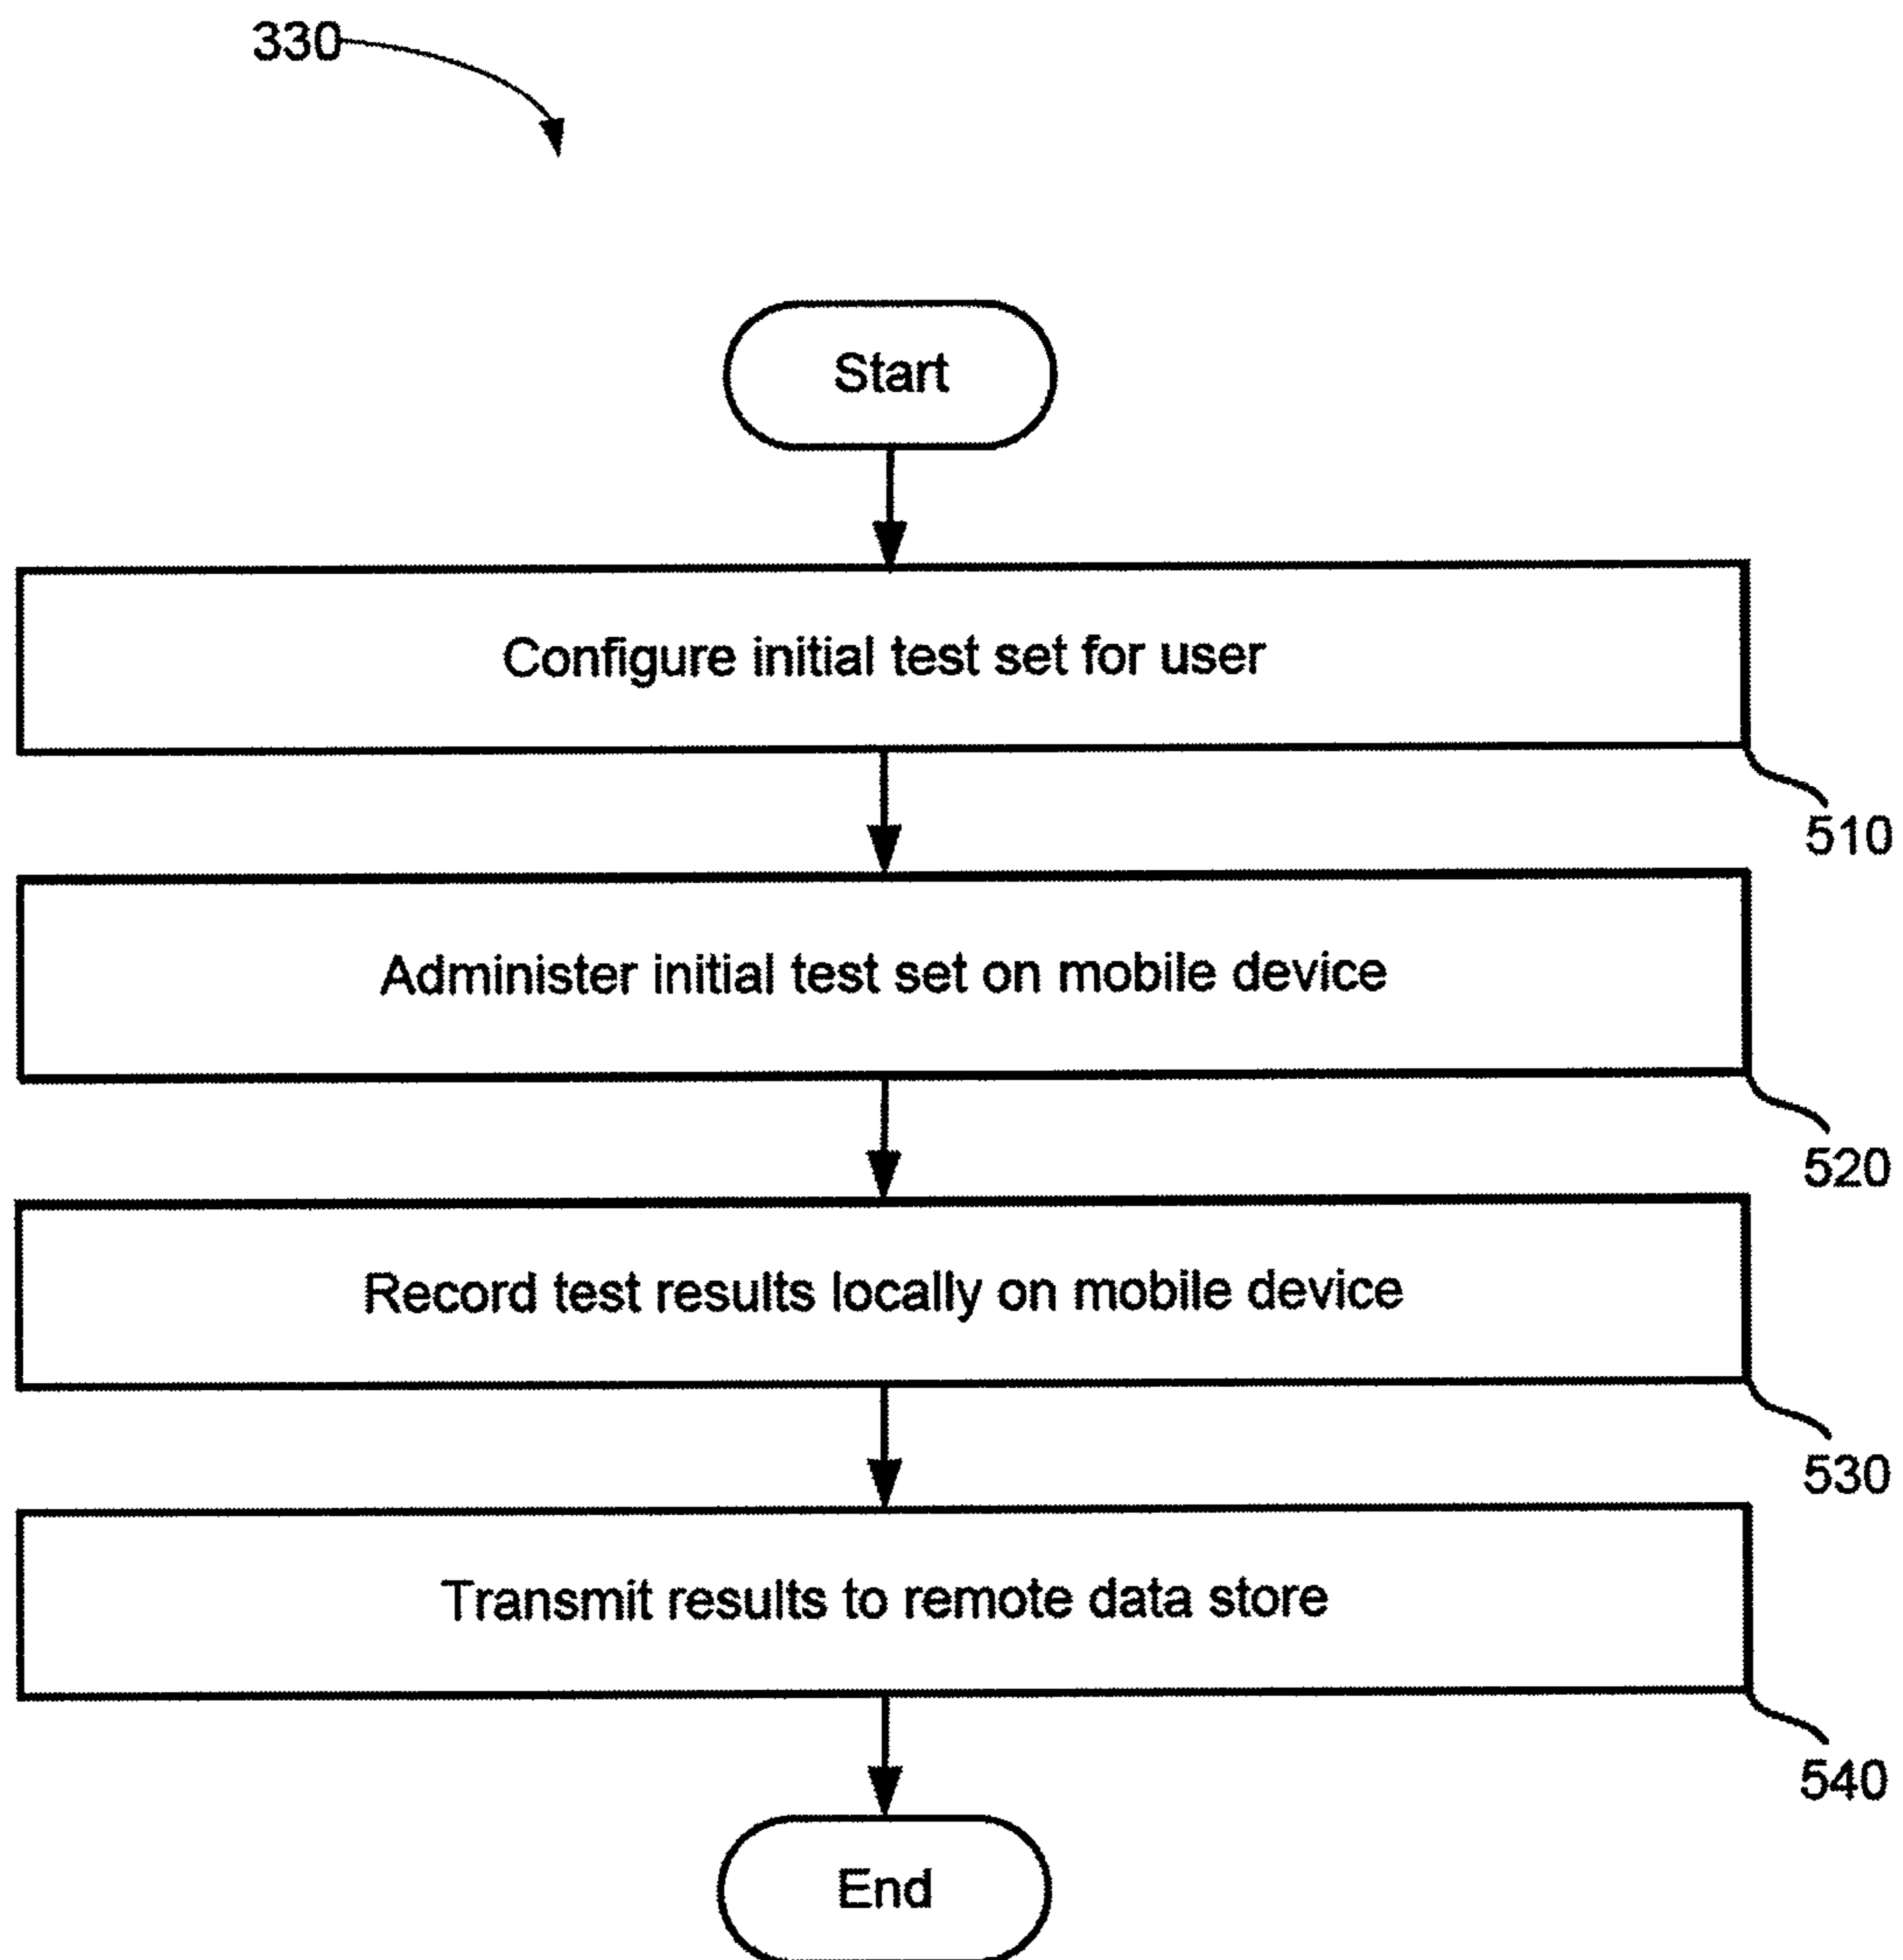 330
Start
Configure initial test set for user
510
Administer initial test set on mobile device
520
Record test results locally on mobile device
530
Transmit results to remote data store
540
End